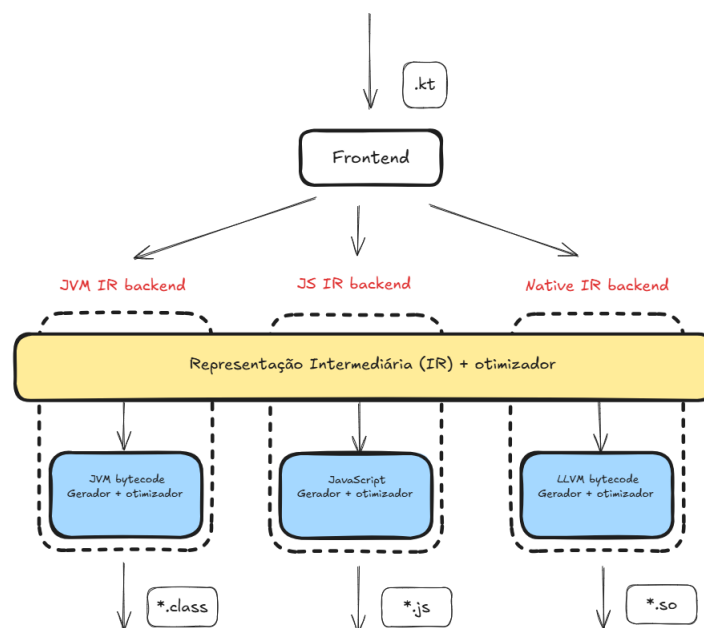 .kt
Frontend
JVM IR backend
JS IR backend
Native IR backend
Representação Intermediária (IR) + otimizador
JVM bytecode
Gerador + otimizador
JavaScript
Gerador + otimizador
LLVM bytecode
Gerador + otimizador
*.class
*.js
*.so